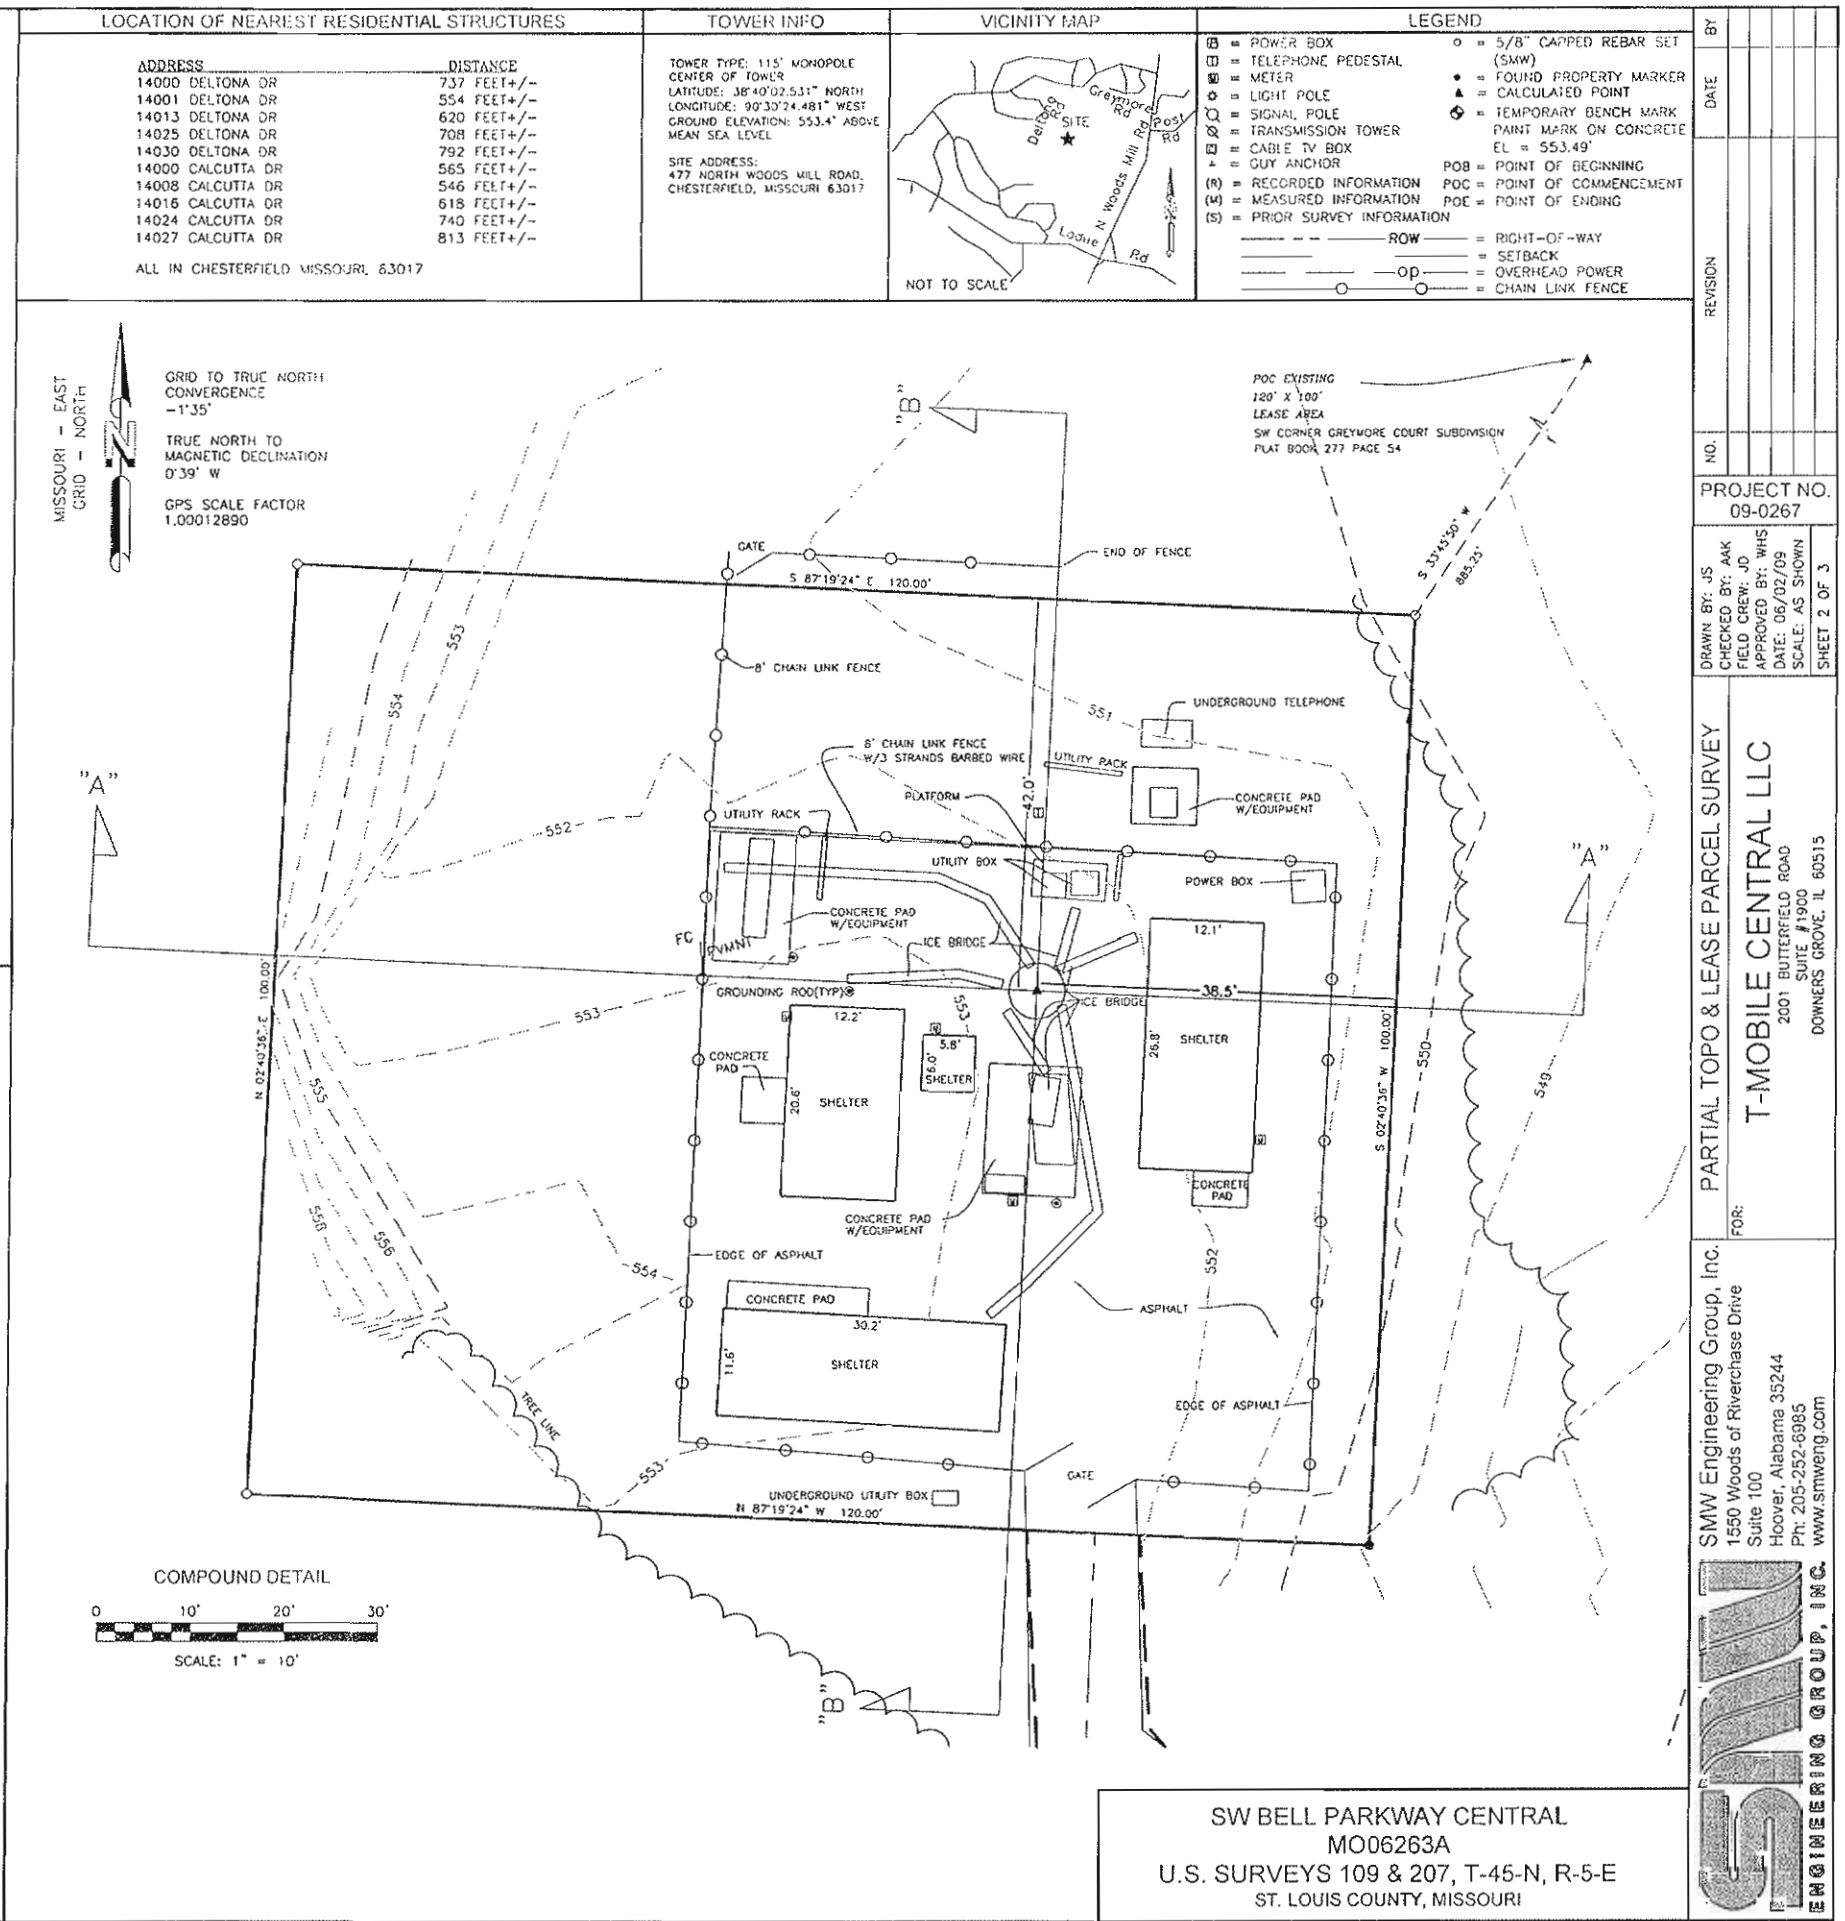 LOCATION OF NEAREST RESIDENTIAL STRUCTURES
ADDRESS DISTANCE
14000 DELTONA DR 737 FEET+/-
14001 DELTONA DR 554 FEET+/-
14013 DELTONA DR 620 FEET+/-
14025 DELTONA DR 708 FEET+/-
14030 DELTONA DR 792 FEET+/-
14000 CALCUTTA DR 565 FEET+/-
14008 CALCUTTA DR 546 FEET+/-
14016 CALCUTTA DR 618 FEET+/-
14024 CALCUTTA DR 740 FEET+/-
14027 CALCUTTA DR 813 FEET+/-
ALL IN CHESTERFIELD MISSOURI, 63017
TOWER INFO
TOWER TYPE: 115' MONOPOLE
CENTER OF TOWER
LATITUDE: 38°40'02.531" NORTH
LONGITUDE: 90°30'24.481" WEST
GROUND ELEVATION: 553.4' ABOVE
MEAN SEA LEVEL
SITE ADDRESS:
477 NORTH WOODS MILL ROAD,
CHESTERFIELD, MISSOURI 63017
VICINITY MAP
Deltona Rd
Greymore Rd
Post Rd
SITE
N Woods Mill Rd
Ladue Rd
NOT TO SCALE
LEGEND
= POWER BOX
= TELEPHONE PEDESTAL
= METER
= LIGHT POLE
= SIGNAL POLE
= TRANSMISSION TOWER
= CABLE TV BOX
= GUY ANCHOR
(R) = RECORDED INFORMATION
(M) = MEASURED INFORMATION
(S) = PRIOR SURVEY INFORMATION
= 5/8" CAPPED REBAR SET
(SMW)
= FOUND PROPERTY MARKER
= CALCULATED POINT
= TEMPORARY BENCH MARK
PAINT MARK ON CONCRETE
EL = 553.49'
POB = POINT OF BEGINNING
POC = POINT OF COMMENCEMENT
POE = POINT OF ENDING
ROW = RIGHT-OF-WAY
= SETBACK
OP = OVERHEAD POWER
= CHAIN LINK FENCE
MISSOURI - EAST
GRID - NORTH
GRID TO TRUE NORTH
CONVERGENCE
-1°35'
TRUE NORTH TO
MAGNETIC DECLINATION
0°39' W
GPS SCALE FACTOR
1.00012890
"B"
POC EXISTING
120' X 100'
LEASE AREA
SW CORNER GREYMORE COURT SUBDIVISION
PLAT BOOK 277 PAGE 54
S 33°45'50" W
885.25'
GATE
END OF FENCE
S 87°19'24" E 120.00'
553
554
8' CHAIN LINK FENCE
551
UNDERGROUND TELEPHONE
6' CHAIN LINK FENCE
W/3 STRANDS BARBED WIRE
UTILITY RACK
PLATFORM
42.0'
CONCRETE PAD
W/EQUIPMENT
"A"
552
UTILITY RACK
UTILITY BOX
POWER BOX
"A"
CONCRETE PAD
W/EQUIPMENT
FC
PVMNT
ICE BRIDGE
12.1'
N 02°40'36" E 100.00'
GROUNDING ROD(TYP)
38.5'
553
553
ICE BRIDGE
12.2'
5.8'
6.0'
SHELTER
CONCRETE
PAD
20.6'
SHELTER
26.8'
SHELTER
S 02°40'36" W 100.00'
550
549
555
558
556
CONCRETE PAD
W/EQUIPMENT
CONCRETE
PAD
EDGE OF ASPHALT
554
552
CONCRETE PAD
30.2'
11.6'
SHELTER
ASPHALT
TREE LINE
EDGE OF ASPHALT
553
GATE
UNDERGROUND UTILITY BOX
N 87°19'24" W 120.00'
COMPOUND DETAIL
0 10' 20' 30'
SCALE: 1" = 10'
"B"
SW BELL PARKWAY CENTRAL
MO06263A
U.S. SURVEYS 109 & 207, T-45-N, R-5-E
ST. LOUIS COUNTY, MISSOURI
NO. REVISION DATE BY
PROJECT NO.
09-0267
DRAWN BY: JS
CHECKED BY: AAK
FIELD CREW: JD
APPROVED BY: WHS
DATE: 06/02/09
SCALE: AS SHOWN
SHEET 2 OF 3
PARTIAL TOPO & LEASE PARCEL SURVEY
FOR:
T-MOBILE CENTRAL LLC
2001 BUTTERFIELD ROAD
SUITE #1900
DOWNERS GROVE, IL 60515
SMW Engineering Group, Inc.
1550 Woods of Riverchase Drive
Suite 100
Hoover, Alabama 35244
Ph: 205-252-6985
www.smweng.com
SMW
ENGINEERING GROUP, INC.